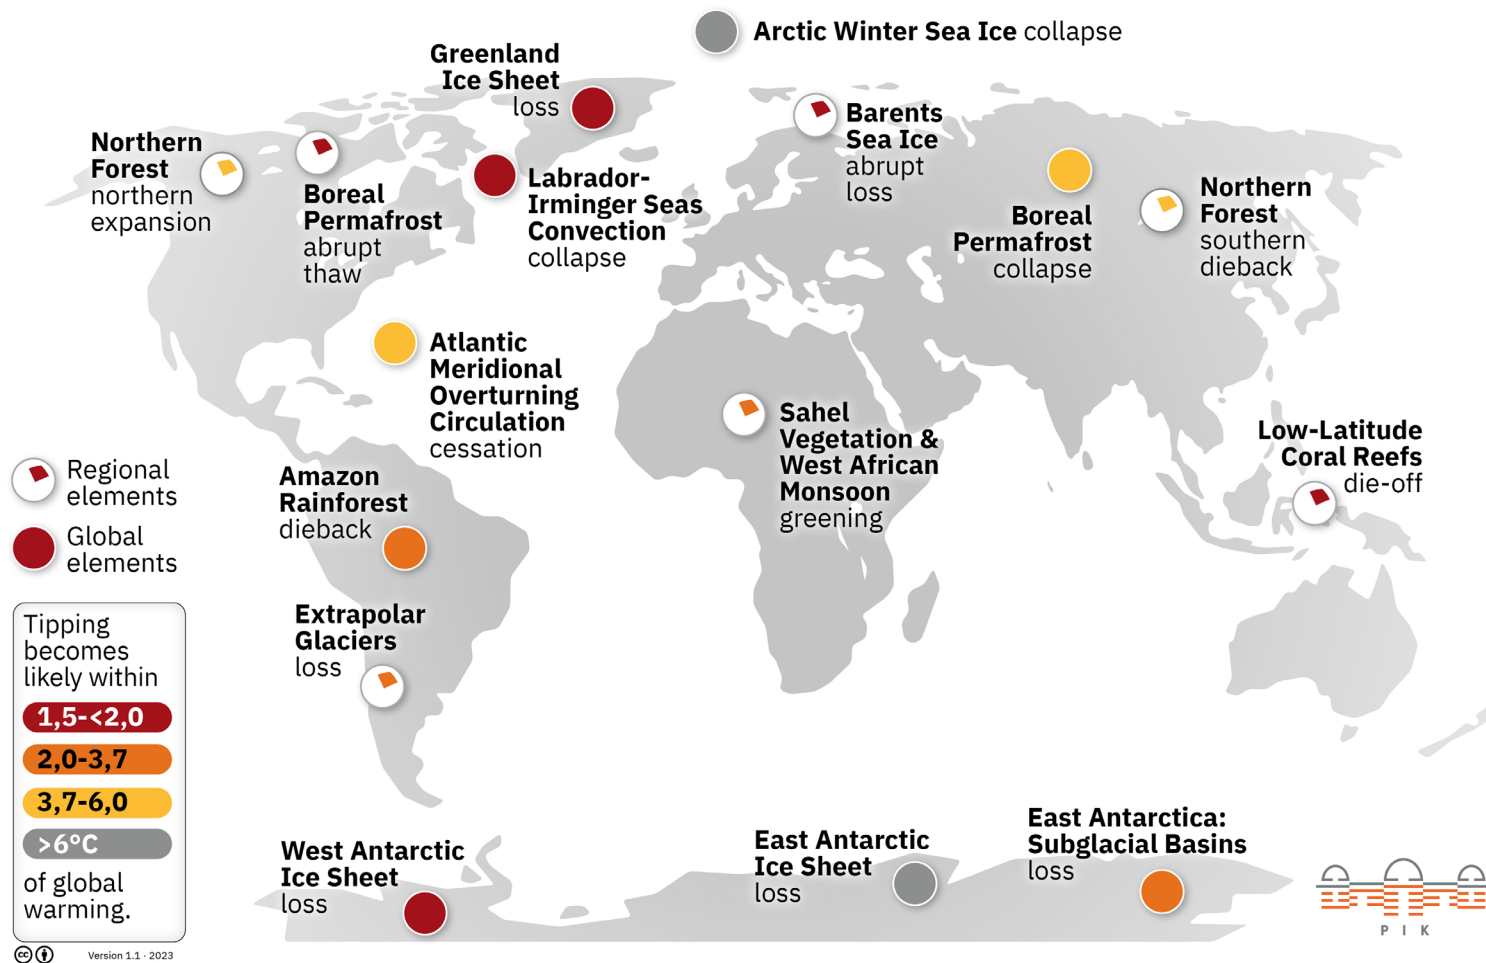 Arctic Winter Sea Ice collapse
Greenland
Ice Sheet
loss
Barents
Sea Ice
abrupt
loss
Northern
Forest
northern
expansion
Boreal
Permafrost
abrupt
thaw
Labrador-
Irminger Seas
Convection
collapse
Boreal
Permafrost
collapse
Northern
Forest
southern
dieback
Atlantic
Meridional
Overturning
Circulation
cessation
Sahel
Vegetation &
West African
Monsoon
greening
Low-Latitude
Coral Reefs
die-off
Amazon
Rainforest
dieback
Extrapolar
Glaciers
loss
Regional
elements
Global
elements
Tipping
becomes
likely within
1,5-<2,0
2,0-3,7
3,7-6,0
>6°C
of global
warming.
West Antarctic
Ice Sheet
loss
East Antarctic
Ice Sheet
loss
East Antarctica:
Subglacial Basins
loss
PIK
cc
Version 1.1 · 2023